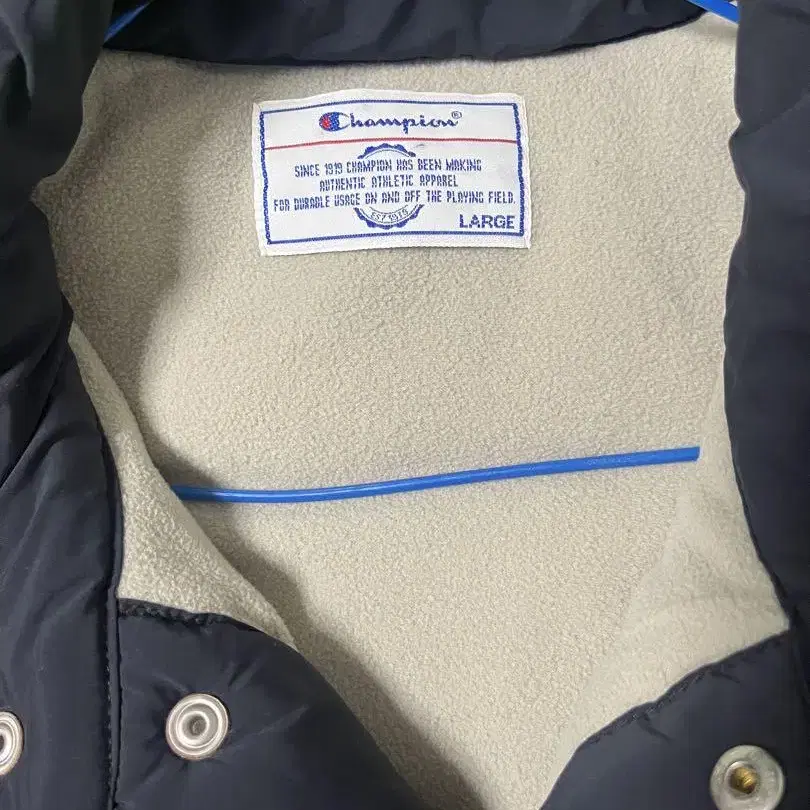 Champion®
SINCE 1919 CHAMPION HAS BEEN MAKING
AUTHENTIC ATHLETIC APPAREL
FOR DURABLE USAGE ON AND OFF THE PLAYING FIELD.
EST 1919
LARGE